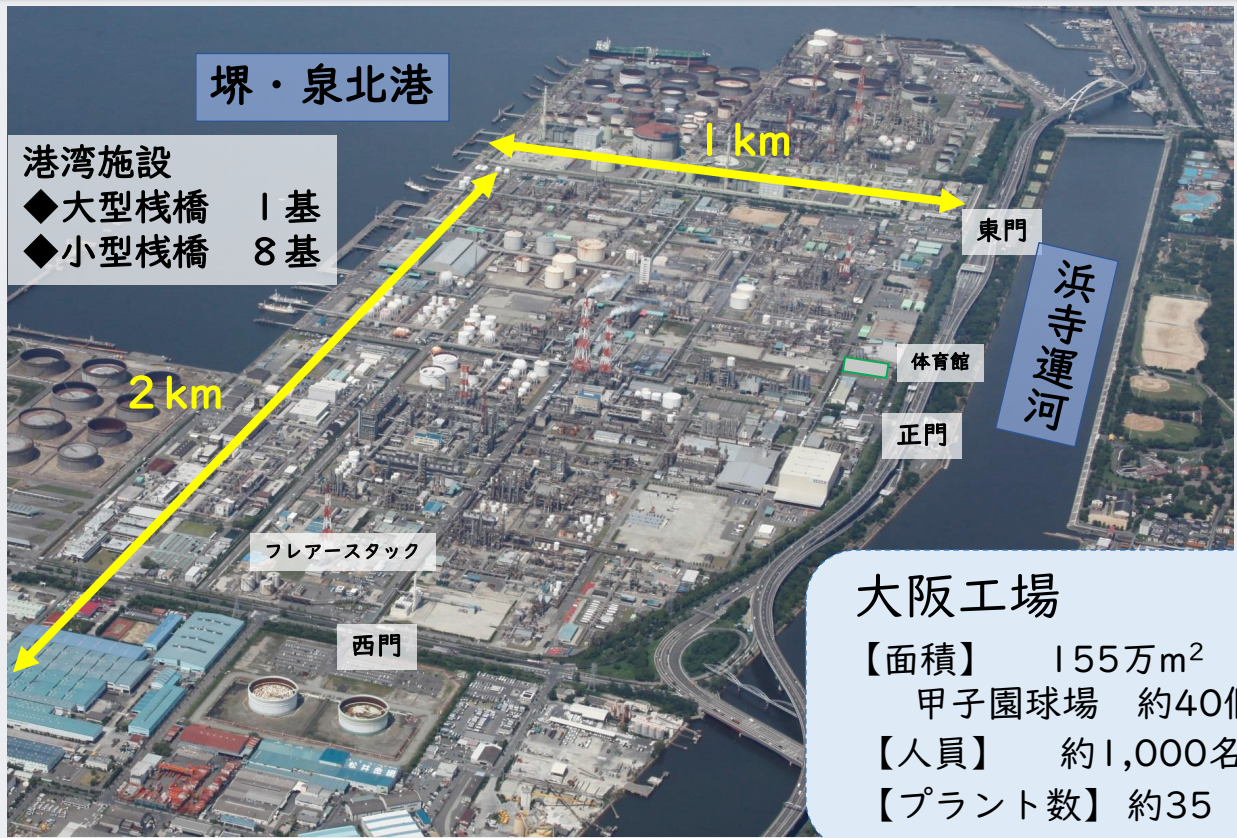 堺・泉北港
港湾施設
◆大型桟橋 1基
◆小型桟橋 8基
1km
東門
浜寺運河
2km
体育館
正門
フレアースタック
西門
大阪工場
【面積】 155万m²
甲子園球場 約40個
【人員】 約1,000名
【プラント数】 約35